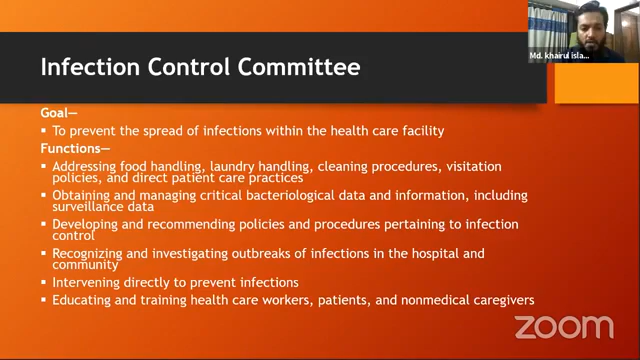 Md. khairul isla...
Infection Control Committee
Goal—
▪ To prevent the spread of infections within the health care facility
Functions—
▪ Addressing food handling, laundry handling, cleaning procedures, visitation
policies, and direct patient care practices
▪ Obtaining and managing critical bacteriological data and information, including
surveillance data
▪ Developing and recommending policies and procedures pertaining to infection
control
▪ Recognizing and investigating outbreaks of infections in the hospital and
community
▪ Intervening directly to prevent infections
▪ Educating and training health care workers, patients, and nonmedical caregivers
zoom